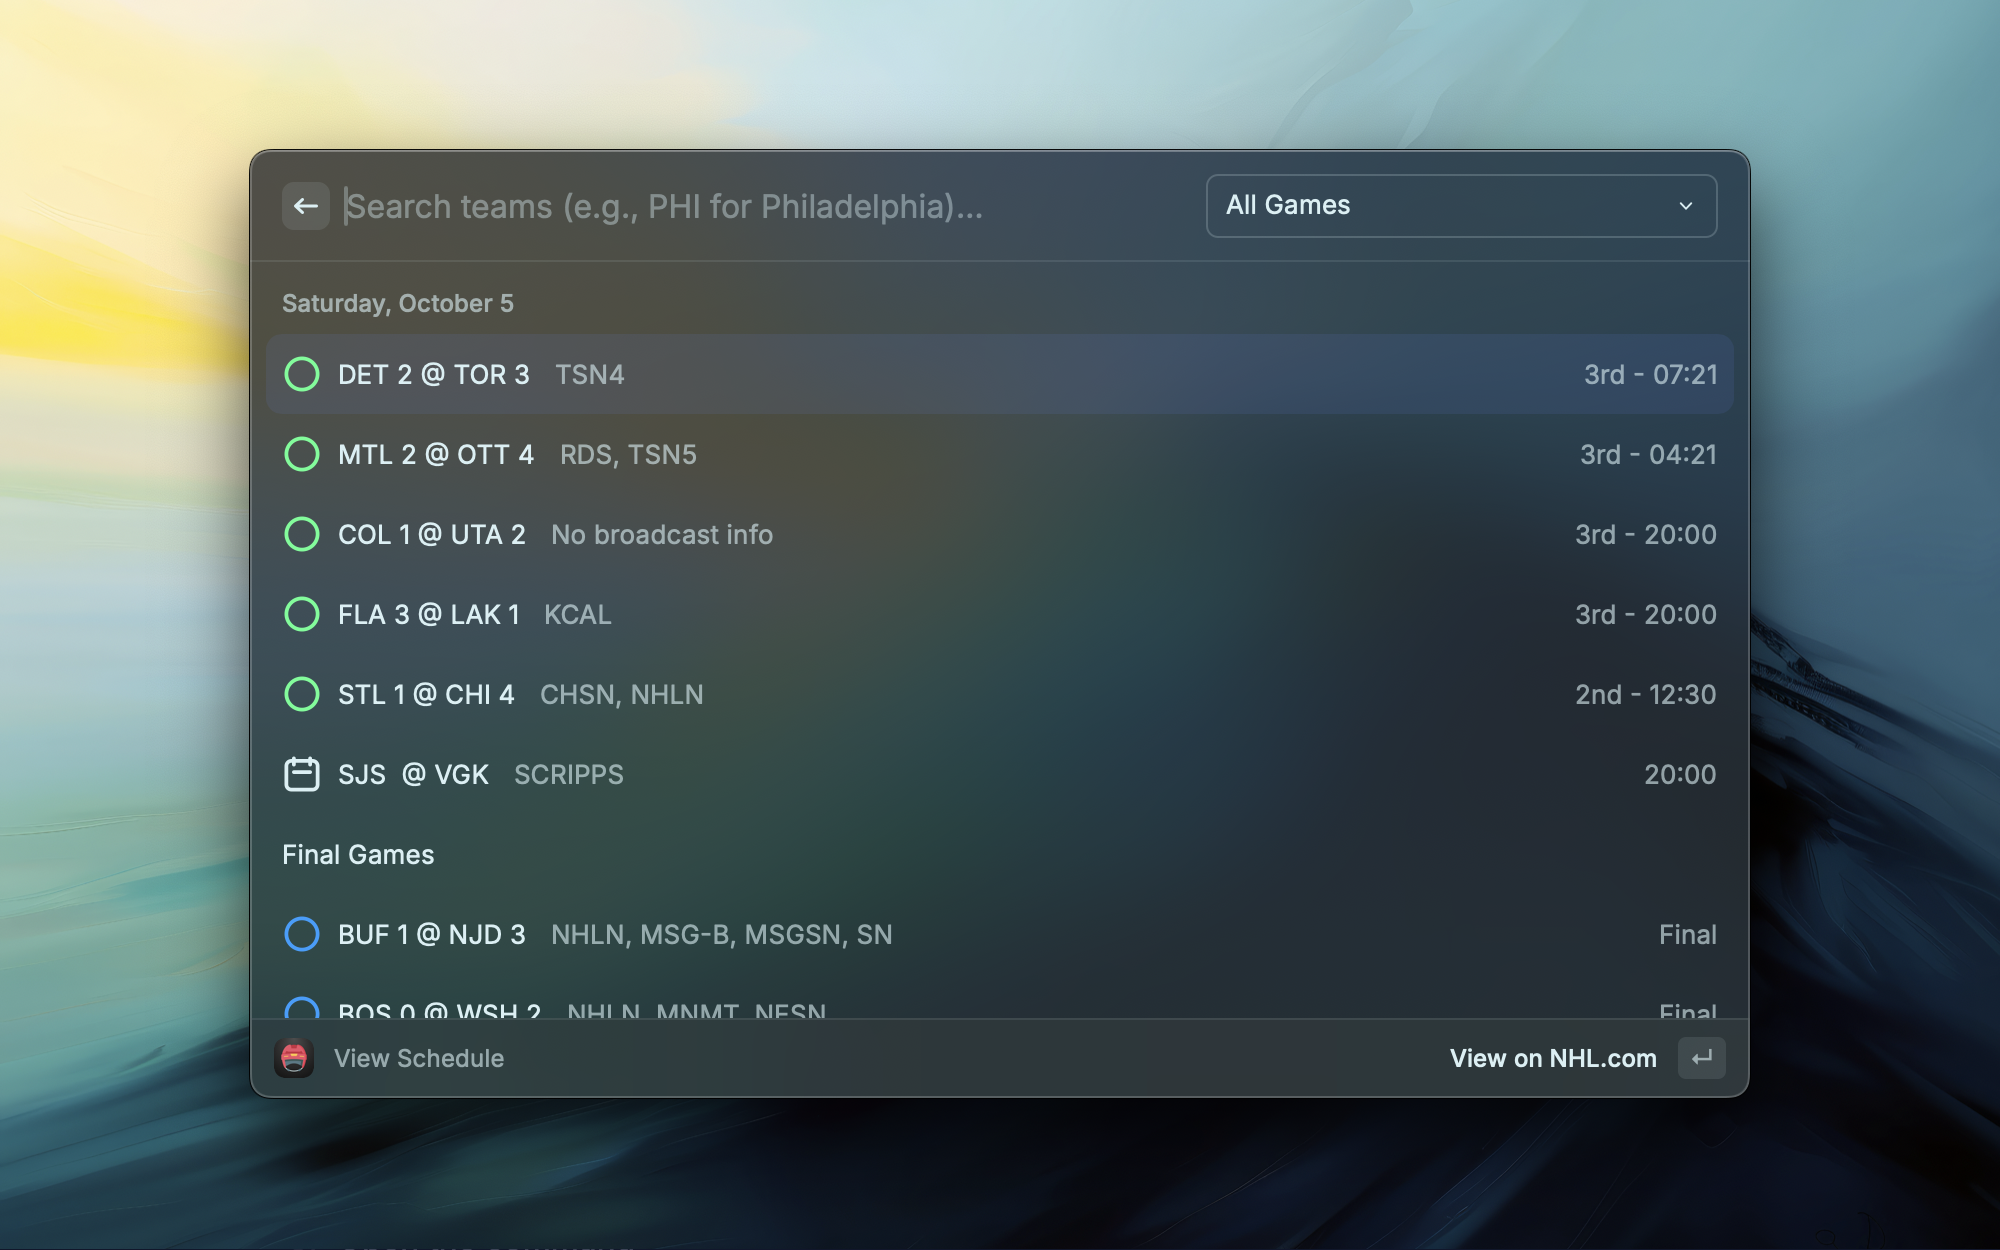 Search teams (e.g., PHI for Philadelphia)... All Games
Saturday, October 5
DET 2 @ TOR 3 TSN4 3rd - 07:21
MTL 2 @ OTT 4 RDS, TSN5 3rd - 04:21
COL 1 @ UTA 2 No broadcast info 3rd - 20:00
FLA 3 @ LAK 1 KCAL 3rd - 20:00
STL 1 @ CHI 4 CHSN, NHLN 2nd - 12:30
SJS @ VGK SCRIPPS 20:00
Final Games
BUF 1 @ NJD 3 NHLN, MSG-B, MSGSN, SN Final
BOS 0 @ WSH 2 NHLN, MNMT, NESN Final
View Schedule View on NHL.com